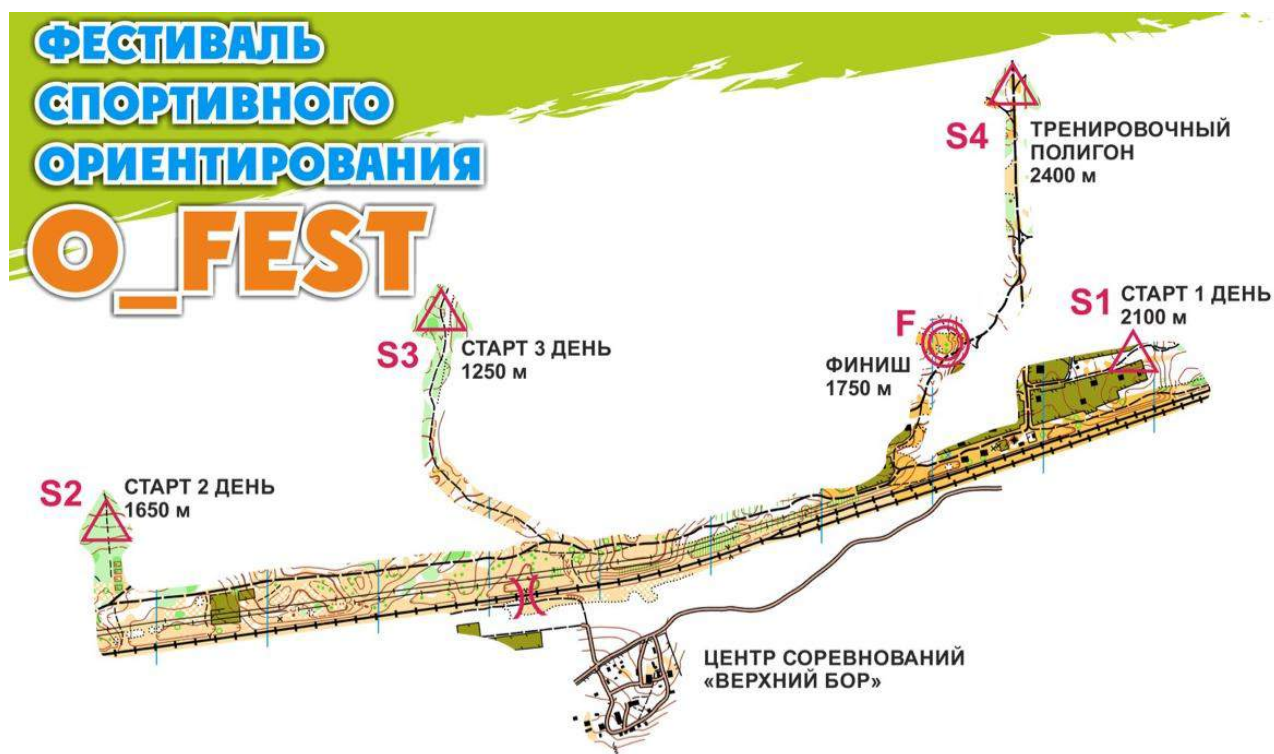 ФЕСТИВАЛЬ
СПОРТИВНОГО
ОРИЕНТИРОВАНИЯ
O_FEST
S4
ТРЕНИРОВОЧНЫЙ
ПОЛИГОН
2400 м
S1
СТАРТ 1 ДЕНЬ
2100 м
F
ФИНИШ
1750 м
S3
СТАРТ 3 ДЕНЬ
1250 м
S2
СТАРТ 2 ДЕНЬ
1650 м
ЦЕНТР СОРЕВНОВАНИЙ
«ВЕРХНИЙ БОР»